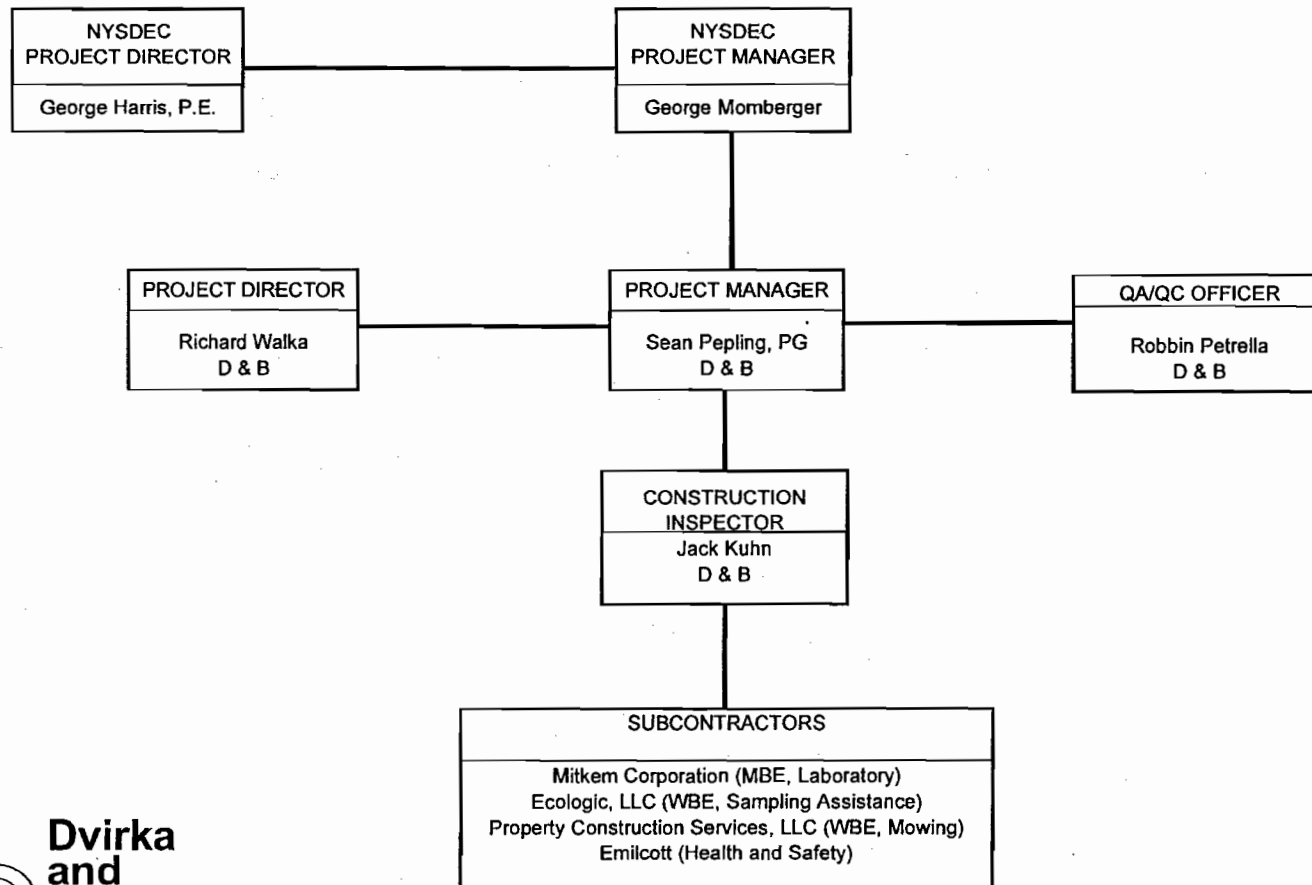 NYSDEC
PROJECT DIRECTOR
George Harris, P.E.
NYSDEC
PROJECT MANAGER
George Momberger
PROJECT DIRECTOR
Richard Walka
D & B
PROJECT MANAGER
Sean Pepling, PG
D & B
QA/QC OFFICER
Robbin Petrella
D & B
CONSTRUCTION
INSPECTOR
Jack Kuhn
D & B
SUBCONTRACTORS
Mitkem Corporation (MBE, Laboratory)
Ecologic, LLC (WBE, Sampling Assistance)
Property Construction Services, LLC (WBE, Mowing)
Emilcott (Health and Safety)
Dvirka
and